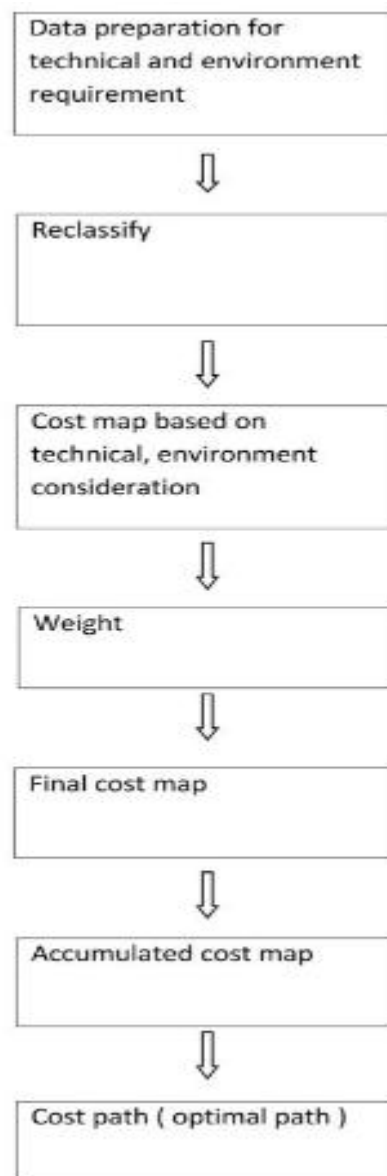 Data preparation for
technical and environment
requirement
Reclassify
Cost map based on
technical, environment
consideration
Weight
Final cost map
Accumulated cost map
Cost path ( optimal path )